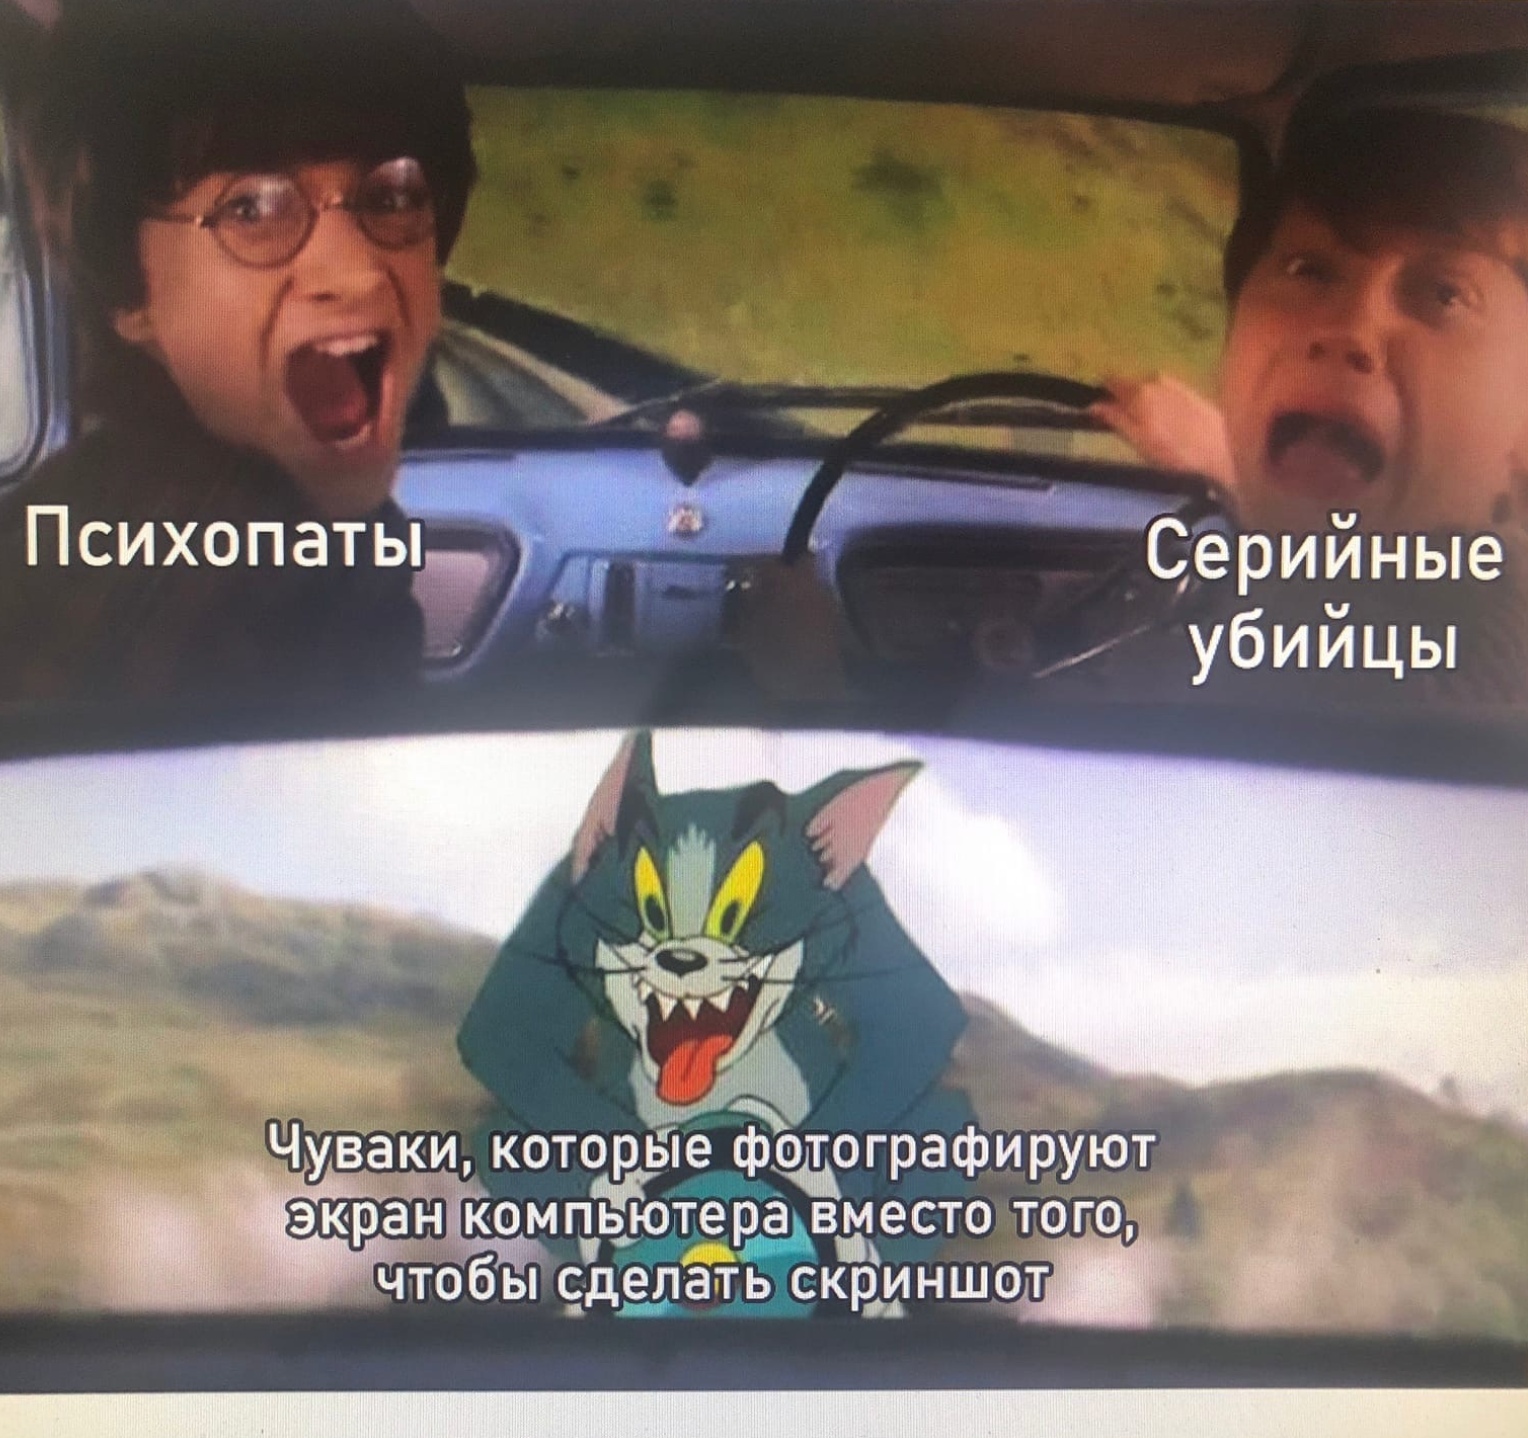 Психопаты
Серийные
убийцы
Чуваки, которые фотографируют
экран компьютера вместо того,
чтобы сделать скриншот